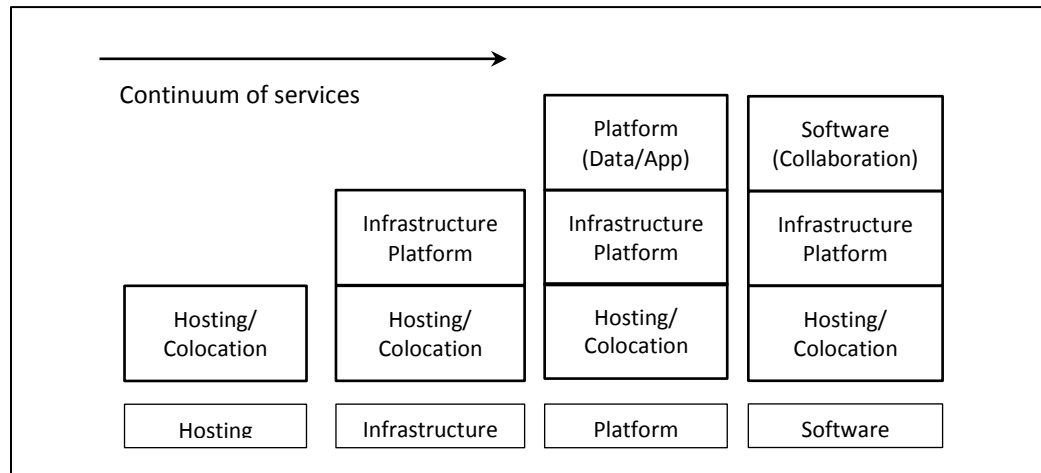 Continuum of services
Platform
(Data/App)
Software
(Collaboration)
Infrastructure
Platform
Infrastructure
Platform
Infrastructure
Platform
Hosting/
Colocation
Hosting/
Colocation
Hosting/
Colocation
Hosting/
Colocation
Hosting
Infrastructure
Platform
Software